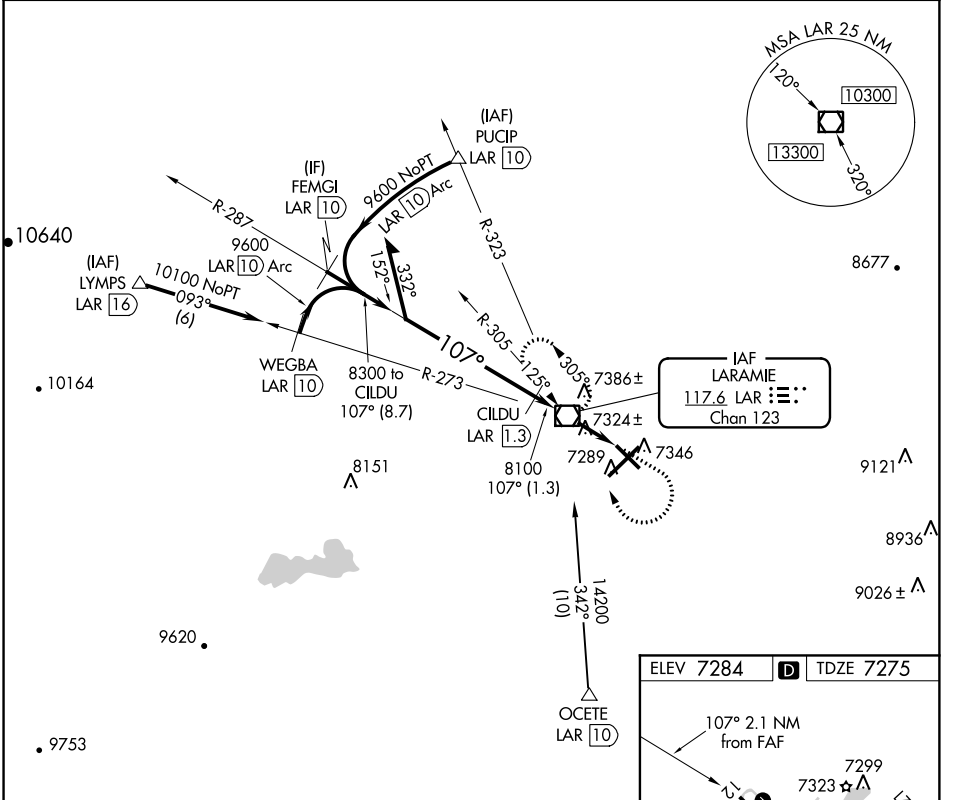 MSA LAR 25 NM
120°
10300
13300
320°
(IAF)
PUCIP
LAR 10
(IF)
FEMGI
LAR 10
9600 NoPT
LAR 10 Arc
R-287
R-323
10640
9600
LAR 10 Arc
(IAF)
LYMPS
LAR 16
10100 NoPT
093°
(6)
152°
332°
8677
R-305
125°
305°
107°
WEGBA
LAR 10
8300 to
CILDU
107° (8.7)
R-273
10164
7386±
IAF
LARAMIE
117.6 LAR
Chan 123
CILDU
LAR 1.3
7324±
7289
7346
8100
107° (1.3)
8151
9121
8936
9026±
14200
342°
(10)
9620
OCETE
LAR 10
9753
ELEV 7284 D TDZE 7275
107° 2.1 NM
from FAF
7299
7323
12